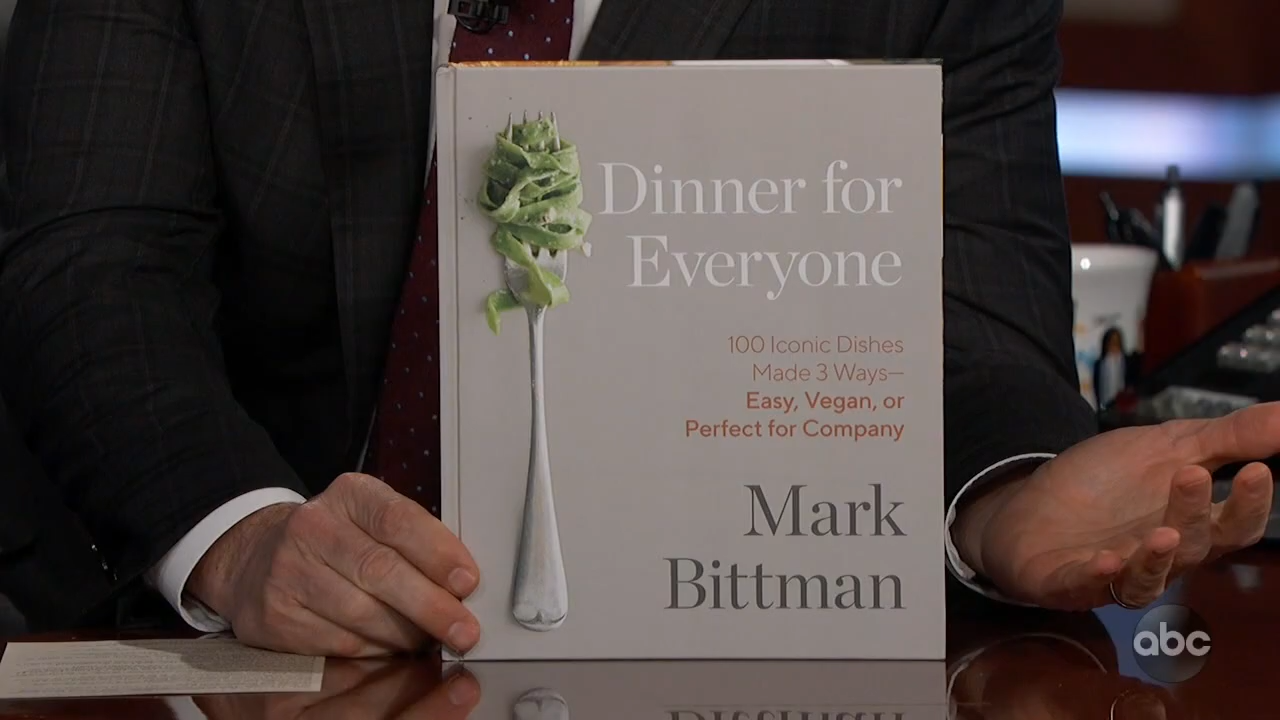 Dinner for
Everyone
100 Iconic Dishes
Made 3 Ways—
Easy, Vegan, or
Perfect for Company
Mark
Bittman
abc